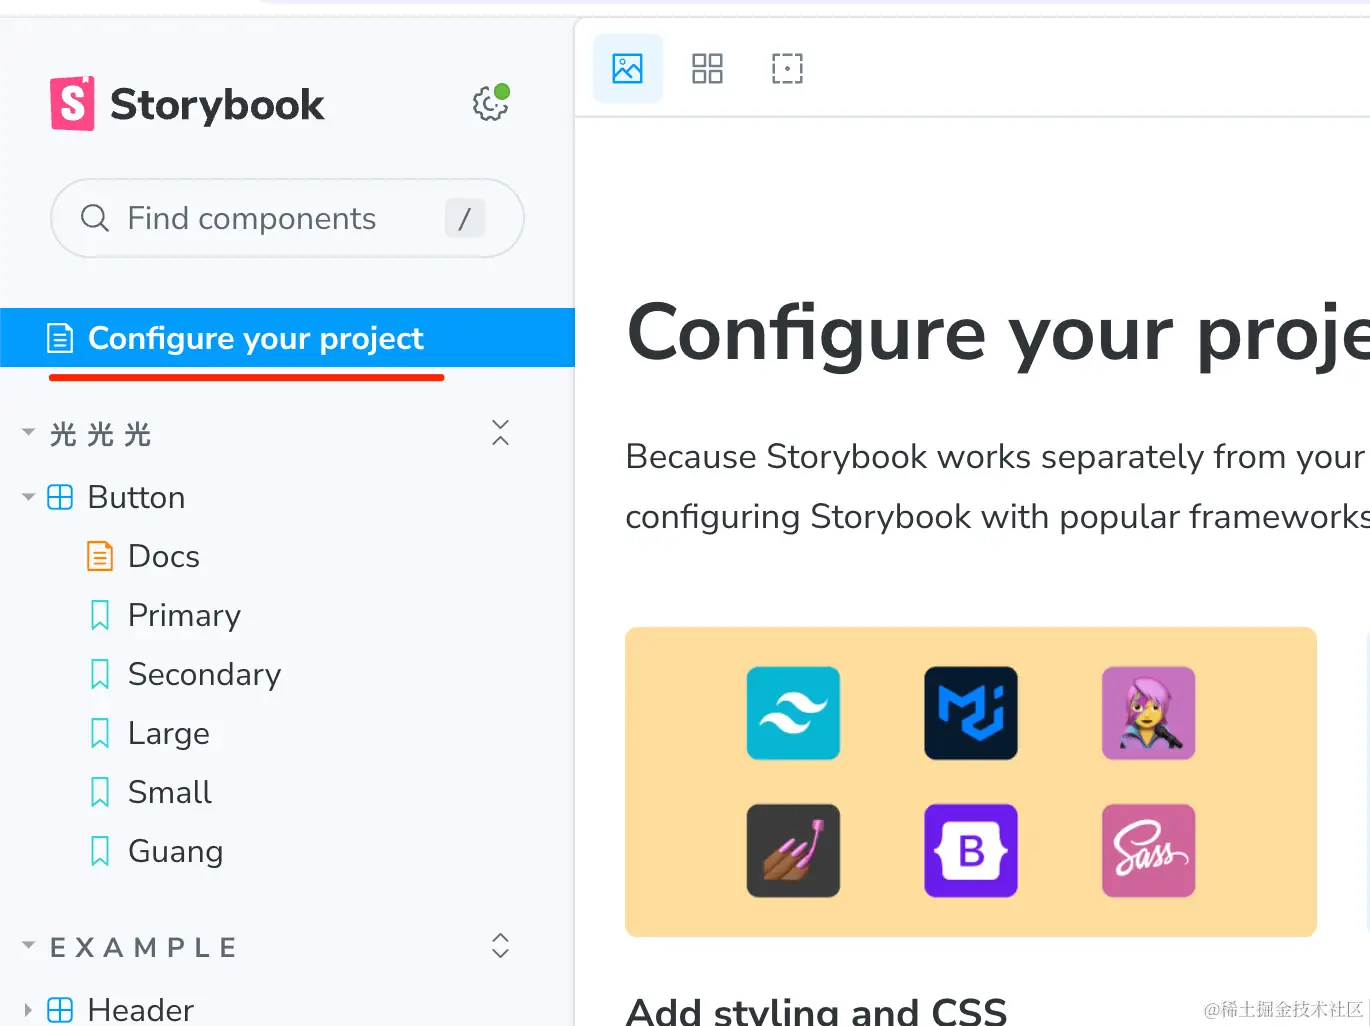 Storybook
Find components /
Configure your project
光光光
Button
Docs
Primary
Secondary
Large
Small
Guang
EXAMPLE
Header
Configure your proje
Because Storybook works separately from your
configuring Storybook with popular frameworks
B
Sass
Add styling and CSS
@稀土掘金技术社区